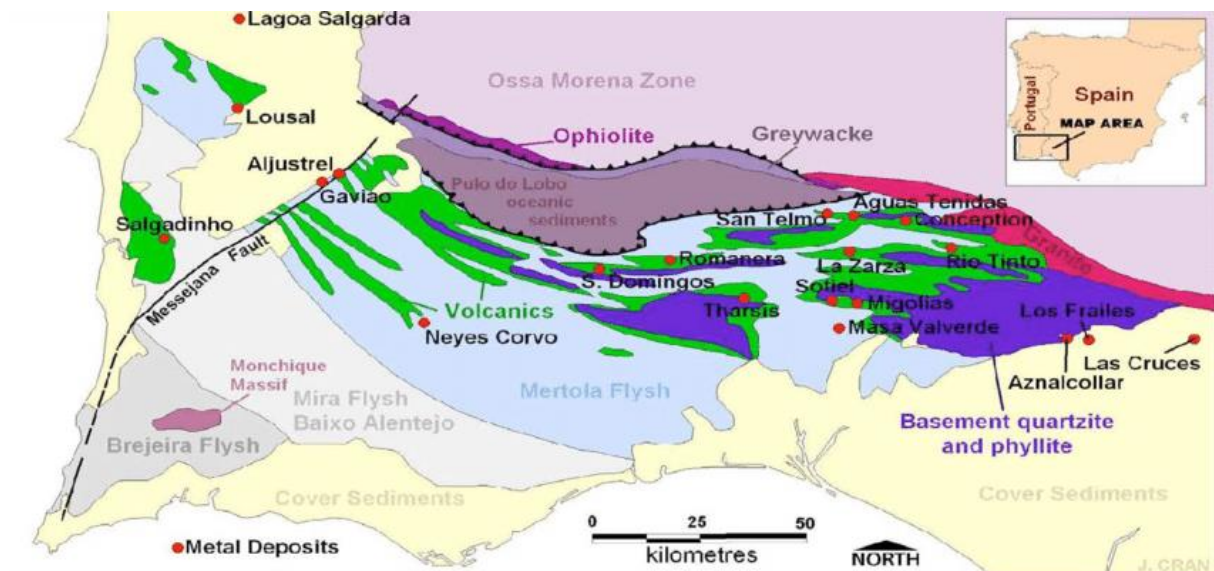 Lagoa Salgarda
Ossa Morena Zone
Portugal
Spain
MAP AREA
Lousal
Ophiolite
Greywacke
Aljustrel
Gaviao
Pulo do Lobo
oceanic
sediments
Aguas Tenidas
San Telmo
Conception
Salgadinho
Granite
Romanera
La Zarza
Rio Tinto
Messejana Fault
S. Domingos
Sotiel
Migolias
Volcanics
Tharsis
Los Frailes
Neyes Corvo
Masa Valverde
Las Cruces
Aznalcollar
Monchique
Massif
Mertola Flysh
Mira Flysh
Baixo Alentejo
Brejeira Flysh
Basement quartzite
and phyllite
Cover Sediments
Cover Sediments
0 25 50
kilometres
NORTH
Metal Deposits
J. CRAN